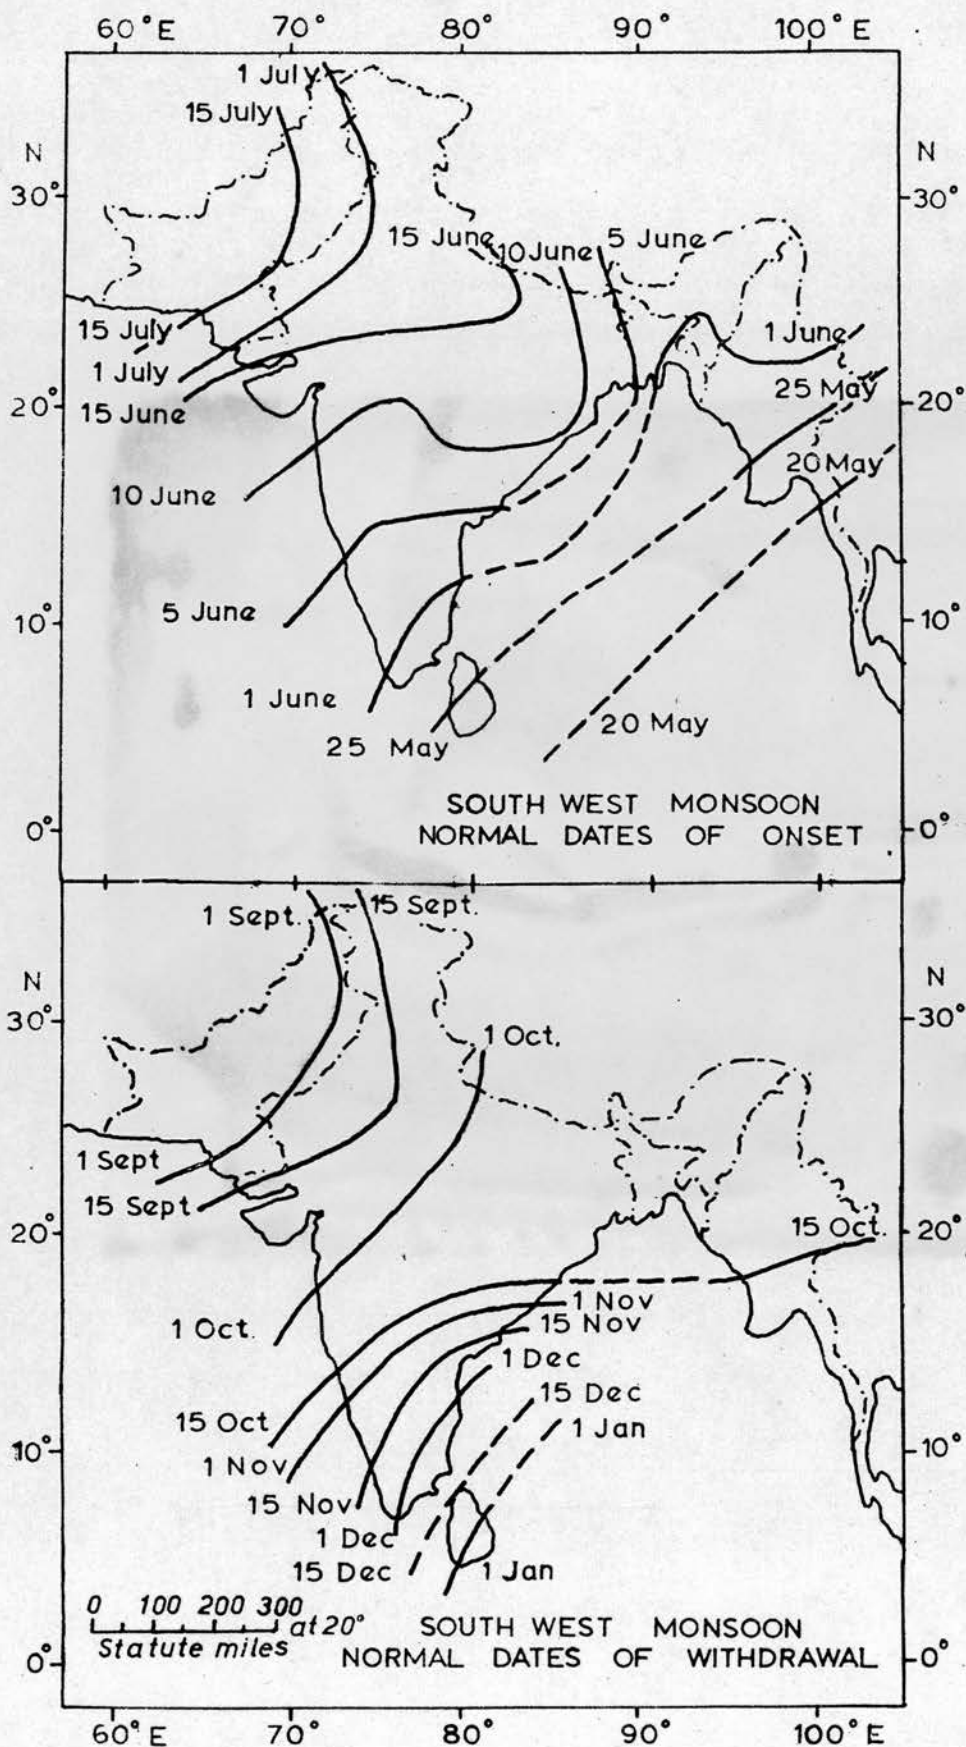 60°E 70° 80° 90° 100°E
1 July
15 July
N N
30° 30°
15 June 10 June 5 June
15 July
1 July
15 June
1 June
25 May
20° 20°
20 May
10 June
5 June
10° 10°
1 June
25 May
20 May
SOUTH WEST MONSOON
NORMAL DATES OF ONSET
0° 0°
1 Sept. 15 Sept.
N N
30° 30°
1 Oct.
1 Sept
15 Sept
20° 20°
15 Oct.
1 Oct.
1 Nov
15 Nov
1 Dec
15 Dec
1 Jan
15 Oct
10° 10°
1 Nov
15 Nov
1 Dec
15 Dec
1 Jan
0 100 200 300 at 20°
Statute miles
SOUTH WEST MONSOON
NORMAL DATES OF WITHDRAWAL
0° 0°
60°E 70° 80° 90° 100°E